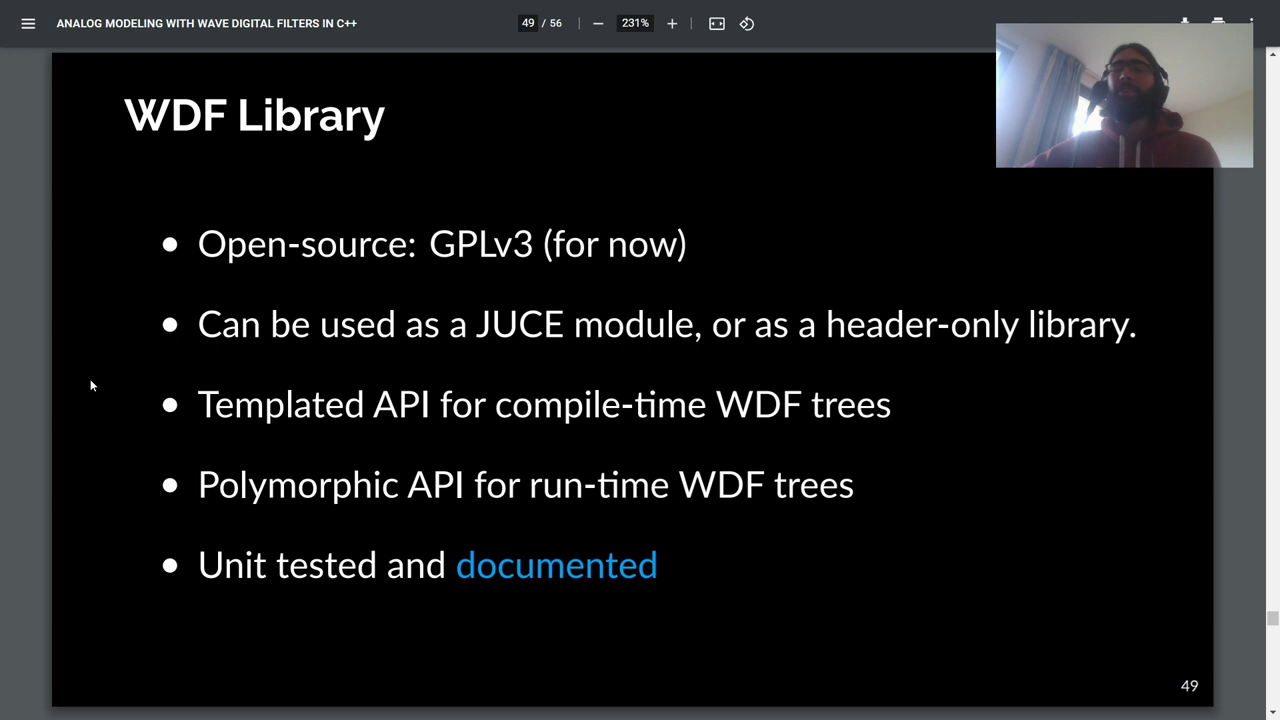 ANALOG MODELING WITH WAVE DIGITAL FILTERS IN C++
49 / 56
231%
WDF Library
• Open-source: GPLv3 (for now)
• Can be used as a JUCE module, or as a header-only library.
• Templated API for compile-time WDF trees
• Polymorphic API for run-time WDF trees
• Unit tested and documented
49